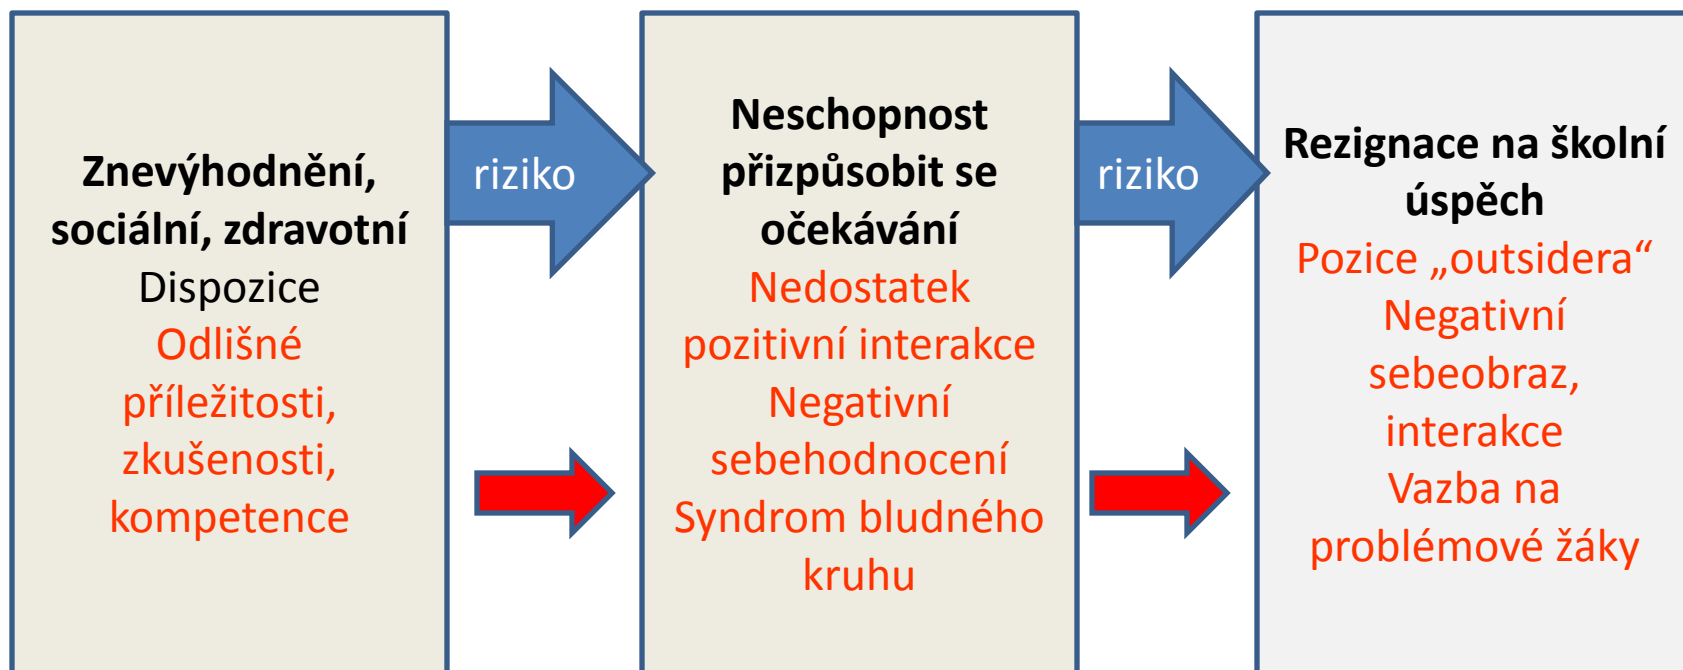 Znevýhodnění,
sociální, zdravotní
Dispozice
Odlišné
příležitosti,
zkušenosti,
kompetence
riziko
Neschopnost
přizpůsobit se
očekávání
Nedostatek
pozitivní interakce
Negativní
sebehodnocení
Syndrom bludného
kruhu
riziko
Rezignace na školní
úspěch
Pozice „outsidera“
Negativní
sebeobraz,
interakce
Vazba na
problémové žáky